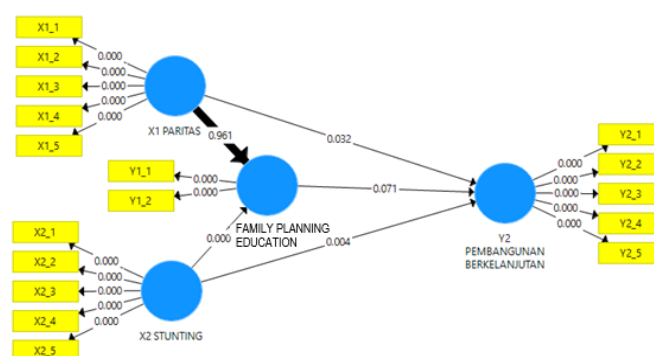 X1_1
X1_2
X1_3
X1_4
X1_5
0.000
0.000
0.000
0.000
0.000
X1 PARITAS
0.961
0.032
Y1_1
Y1_2
0.000
0.000
FAMILY PLANNING
EDUCATION
0.071
0.000
0.004
X2_1
X2_2
X2_3
X2_4
X2_5
0.000
0.000
0.000
0.000
0.000
X2 STUNTING
Y2
PEMBANGUNAN
BERKELANJUTAN
0.000
0.000
0.000
0.000
0.000
Y2_1
Y2_2
Y2_3
Y2_4
Y2_5